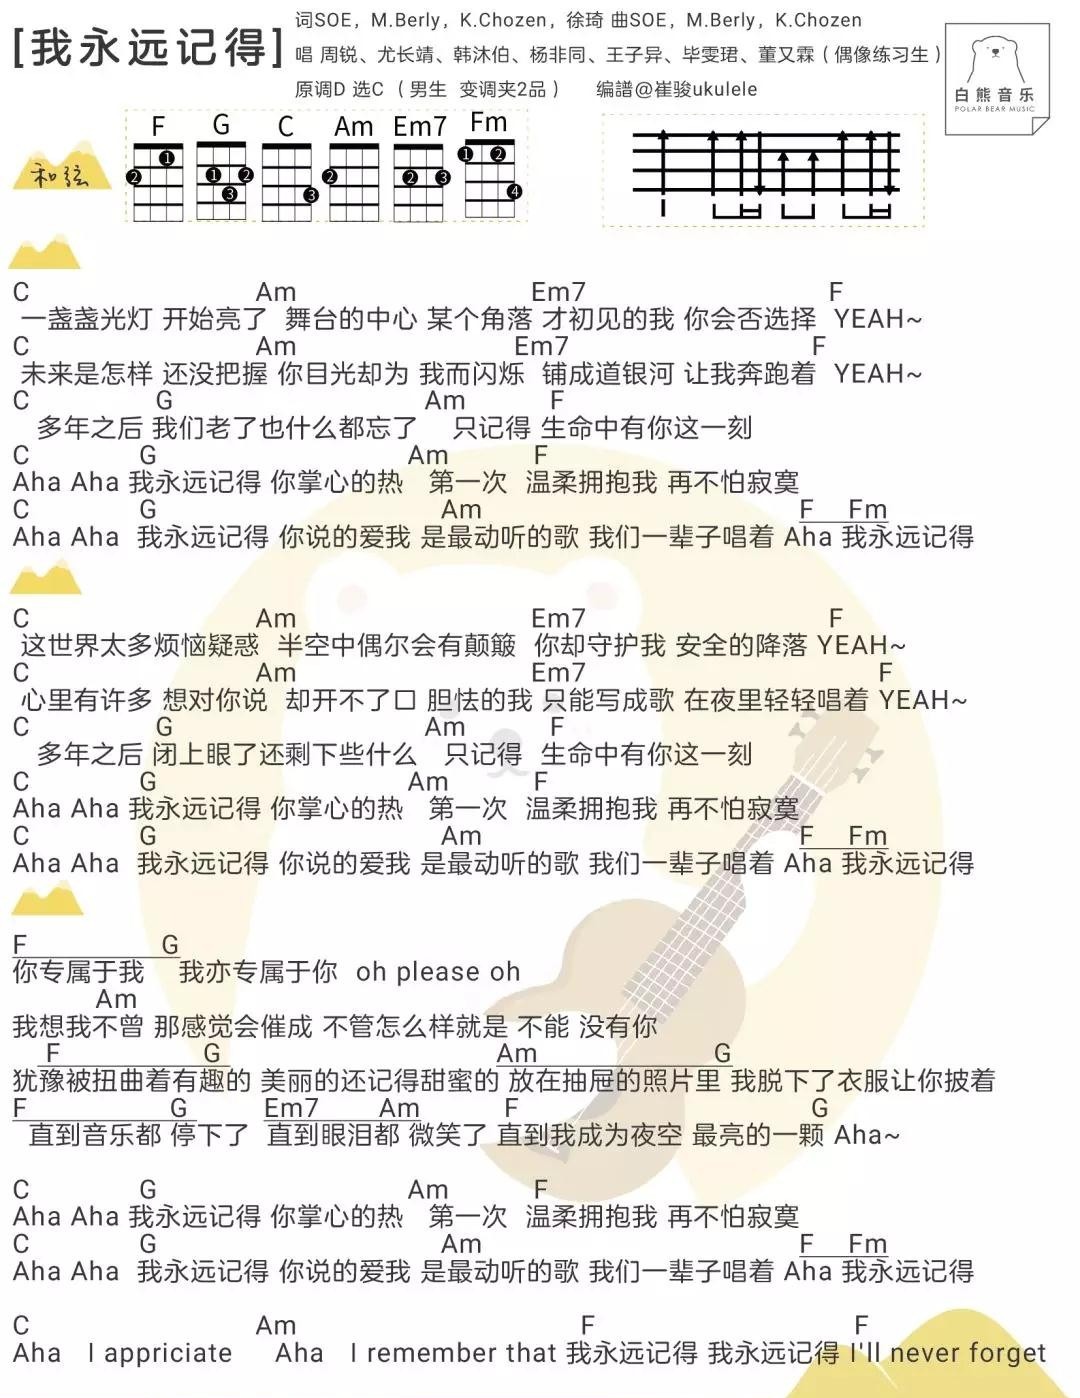 [我永远记得]
词SOE，M.Berly，K.Chozen，徐琦 曲SOE，M.Berly，K.Chozen
唱 周锐、尤长靖、韩沐伯、杨非同、王子异、毕雯珺、董又霖（偶像练习生）
原调D 选C （男生 变调夹2品） 编譜@崔骏ukulele
白熊音乐
POLAR BEAR MUSIC
和弦
F G C Am Em7 Fm
1 2
1 2 3
3
2
2 3
1 2 4
C Am Em7 F
一盏盏光灯 开始亮了 舞台的中心 某个角落 才初见的我 你会否选择 YEAH~
C Am Em7 F
未来是怎样 还没把握 你目光却为 我而闪烁 铺成道银河 让我奔跑着 YEAH~
C G Am F
多年之后 我们老了也什么都忘了 只记得 生命中有你这一刻
C G Am F
Aha Aha 我永远记得 你掌心的热 第一次 温柔拥抱我 再不怕寂寞
C G Am F Fm
Aha Aha 我永远记得 你说的爱我 是最动听的歌 我们一辈子唱着 Aha 我永远记得
C Am Em7 F
这世界太多烦恼疑惑 半空中偶尔会有颠簸 你却守护我 安全的降落 YEAH~
C Am Em7 F
心里有许多 想对你说 却开不了口 胆怯的我 只能写成歌 在夜里轻轻唱着 YEAH~
C G Am F
多年之后 闭上眼了还剩下些什么 只记得 生命中有你这一刻
C G Am F
Aha Aha 我永远记得 你掌心的热 第一次 温柔拥抱我 再不怕寂寞
C G Am F Fm
Aha Aha 我永远记得 你说的爱我 是最动听的歌 我们一辈子唱着 Aha 我永远记得
F G
你专属于我 我亦专属于你 oh please oh
Am
我想我不曾 那感觉会催成 不管怎么样就是 不能 没有你
F G Am G
犹豫被扭曲着有趣的 美丽的还记得甜蜜的 放在抽屉的照片里 我脱下了衣服让你披着
F G Em7 Am F G
直到音乐都 停下了 直到眼泪都 微笑了 直到我成为夜空 最亮的一颗 Aha~
C G Am F
Aha Aha 我永远记得 你掌心的热 第一次 温柔拥抱我 再不怕寂寞
C G Am F Fm
Aha Aha 我永远记得 你说的爱我 是最动听的歌 我们一辈子唱着 Aha 我永远记得
C Am F F
Aha I appriciate Aha I remember that 我永远记得 我永远记得 I'll never forget